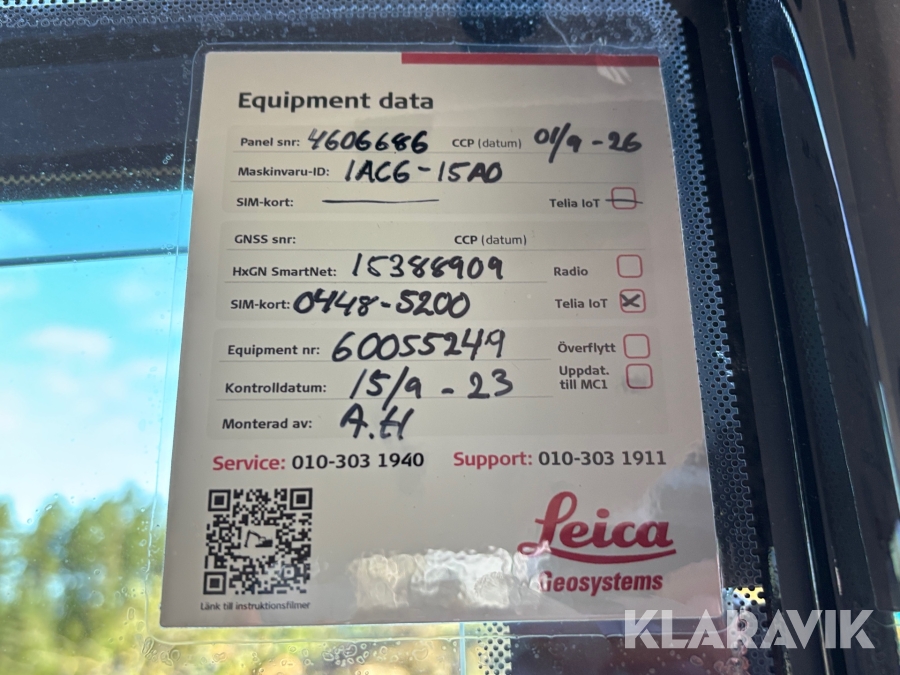 Equipment data
Panel snr: 4606686 CCP (datum) 01/9-26
Maskinvaru-ID: 1AC6-15AD
SIM-kort: Telia IoT
GNSS snr: CCP (datum)
HxGN SmartNet: 15388909 Radio
SIM-kort: 0448-5200 Telia IoT
Equipment nr: 60055249 Överflytt
Uppdat.
till MC1
Kontrolldatum: 15/9-23
Monterad av: A.H
Service: 010-303 1940 Support: 010-303 1911
Leica
Geosystems
Länk till instruktionsfilmer
KLARAVIK